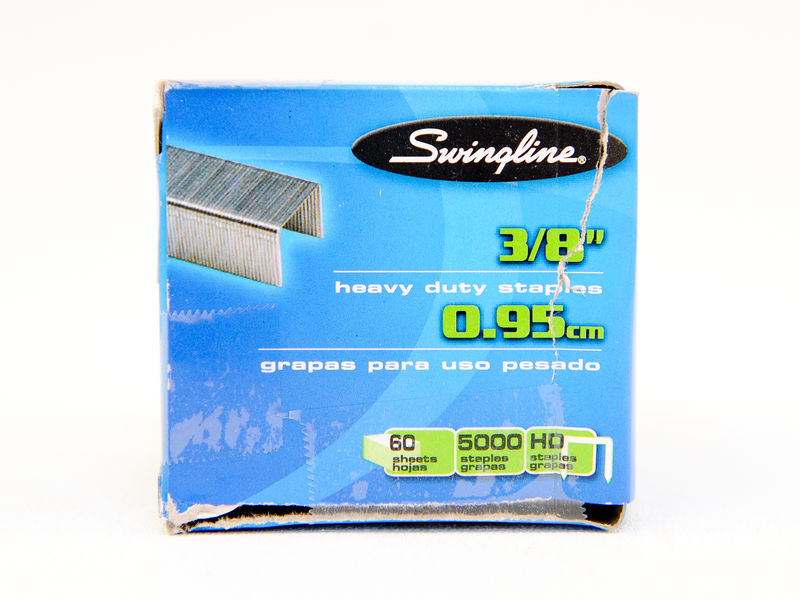 Swingline®
3/8"
heavy duty staples
0.95cm
grapas para uso pesado
60 5000 HD
sheets staples staples
hojas grapas grapas